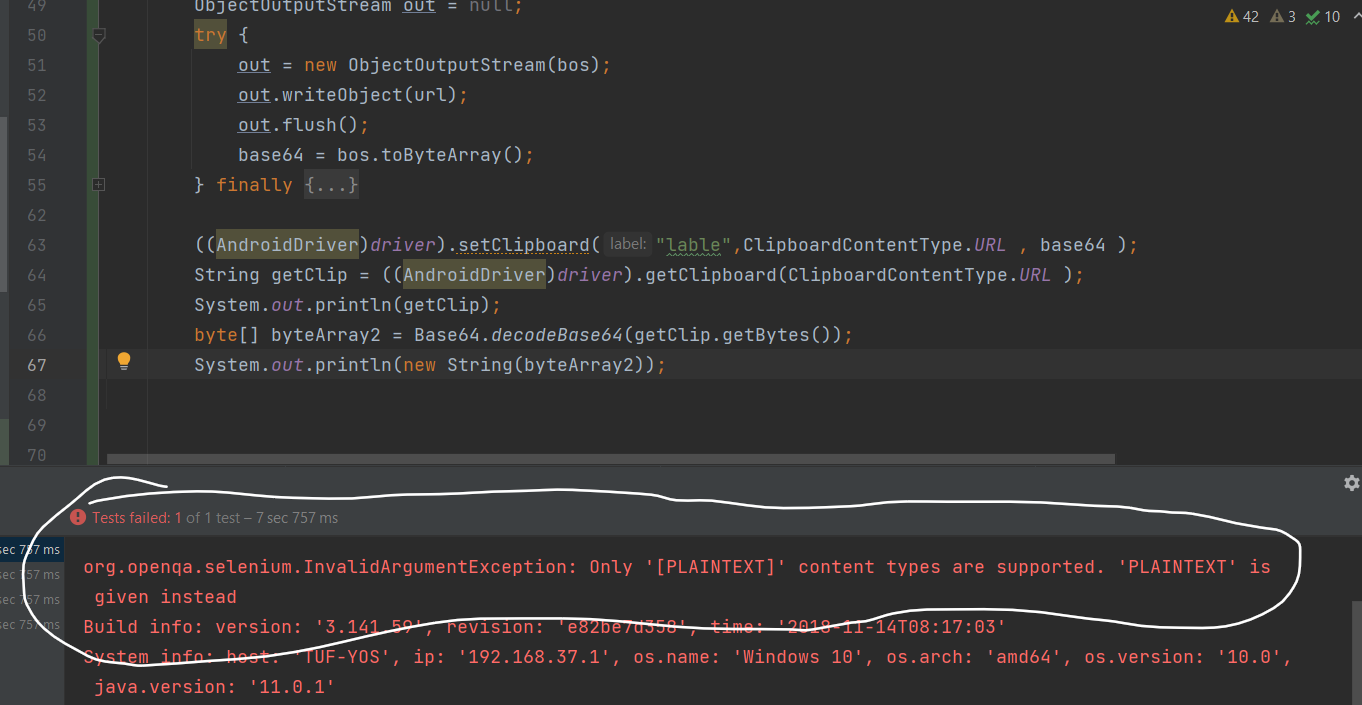 49 ObjectOutputStream out = null;
42 3 10
50 try {
51 out = new ObjectOutputStream(bos);
52 out.writeObject(url);
53 out.flush();
54 base64 = bos.toByteArray();
55 } finally {...}
62
63 ((AndroidDriver)driver).setClipboard( label: "lable",ClipboardContentType.URL , base64 );
64 String getClip = ((AndroidDriver)driver).getClipboard(ClipboardContentType.URL );
65 System.out.println(getClip);
66 byte[] byteArray2 = Base64.decodeBase64(getClip.getBytes());
67 System.out.println(new String(byteArray2));
68
69
70
Tests failed: 1 of 1 test – 7 sec 757 ms
sec 757 ms
sec 757 ms
sec 757 ms
sec 757 ms
org.openqa.selenium.InvalidArgumentException: Only '[PLAINTEXT]' content types are supported. 'PLAINTEXT' is
given instead
Build info: version: '3.141.59', revision: 'e82be7d358', time: '2018-11-14T08:17:03'
System info: host: 'TUF-YOS', ip: '192.168.37.1', os.name: 'Windows 10', os.arch: 'amd64', os.version: '10.0',
java.version: '11.0.1'